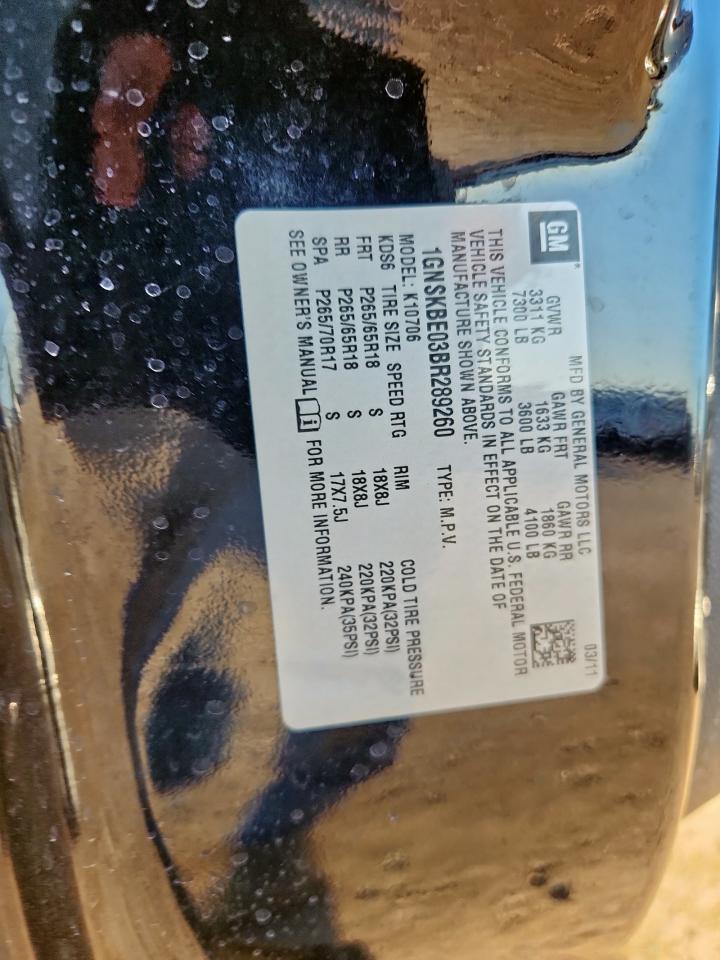 GM
MFD BY GENERAL MOTORS LLC 03/11
GVWR GAWR FRT GAWR RR
3311 KG 1633 KG 1860 KG
7300 LB 3600 LB 4100 LB
THIS VEHICLE CONFORMS TO ALL APPLICABLE U.S. FEDERAL MOTOR
VEHICLE SAFETY STANDARDS IN EFFECT ON THE DATE OF
MANUFACTURE SHOWN ABOVE.
1GNSKBE03BR289260 TYPE: M.P.V.
MODEL: K10706
KDS6 TIRE SIZE SPEED RTG RIM COLD TIRE PRESSURE
FRT P265/65R18 S 18X8J 220KPA(32PSI)
RR P265/65R18 S 18X8J 220KPA(32PSI)
SPA P265/70R17 S 17X7.5J 240KPA(35PSI)
SEE OWNER'S MANUAL FOR MORE INFORMATION.